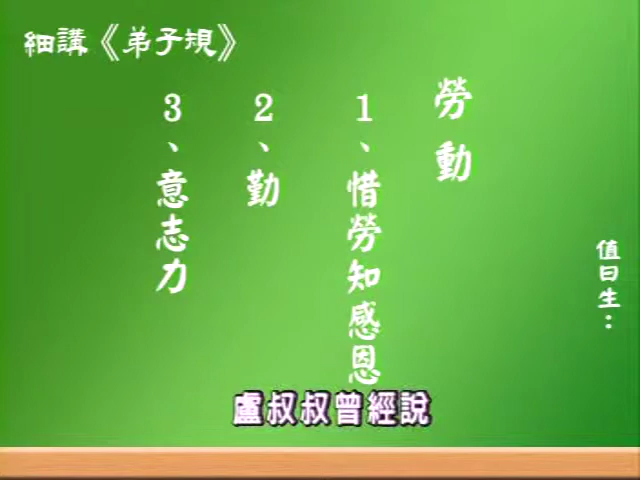 細講《弟子規》
勞動
1、惜勞知感恩
2、勤
3、意志力
值日生：
盧叔叔曾經說